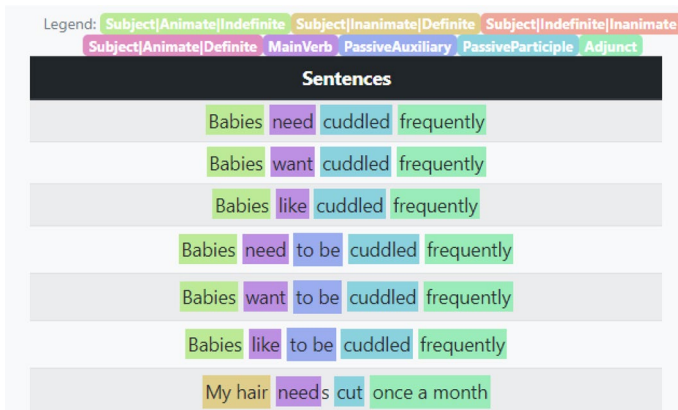 Legend: Subject|Animate|Indefinite Subject|Inanimate|Definite Subject|Indefinite|Inanimate
Subject|Animate|Definite MainVerb PassiveAuxiliary PassiveParticiple Adjunct
Sentences
Babies need cuddled frequently
Babies want cuddled frequently
Babies like cuddled frequently
Babies need to be cuddled frequently
Babies want to be cuddled frequently
Babies like to be cuddled frequently
My hair needs cut once a month